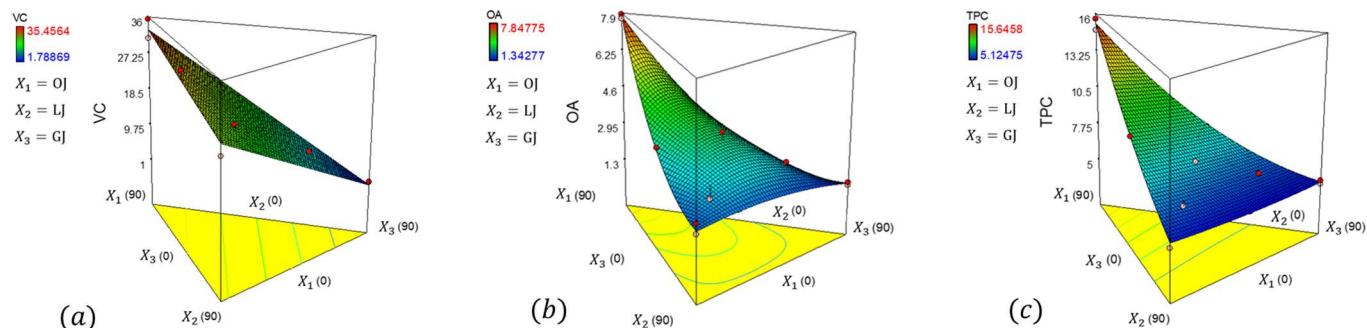 VC
35.4564
1.78869
X₁ = OJ
X₂ = LJ
X₃ = GJ
36
27.25
18.5
9.75
1
VC
X₁ (90)
X₂ (0)
X₃ (90)
X₃ (0)
X₁ (0)
X₂ (90)
(a)
OA
7.84775
1.34277
X₁ = OJ
X₂ = LJ
X₃ = GJ
7.9
6.25
4.6
2.95
1.3
OA
X₁ (90)
X₂ (0)
X₃ (90)
X₃ (0)
X₁ (0)
X₂ (90)
(b)
TPC
15.6458
5.12475
X₁ = OJ
X₂ = LJ
X₃ = GJ
16
13.25
10.5
7.75
5
TPC
X₁ (90)
X₂ (0)
X₃ (90)
X₃ (0)
X₁ (0)
X₂ (90)
(c)